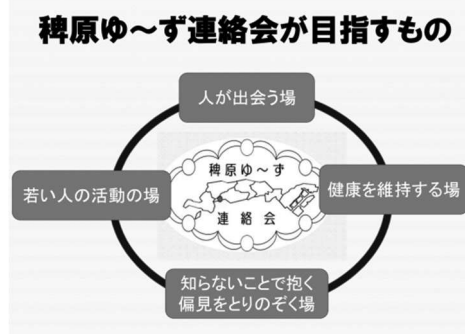 稗原ゆ～ず連絡会が目指すもの
人が出会う場
稗原ゆ～ず
若い人の活動の場
健康を維持する場
連絡会
知らないことで抱く
偏見をとりのぞく場